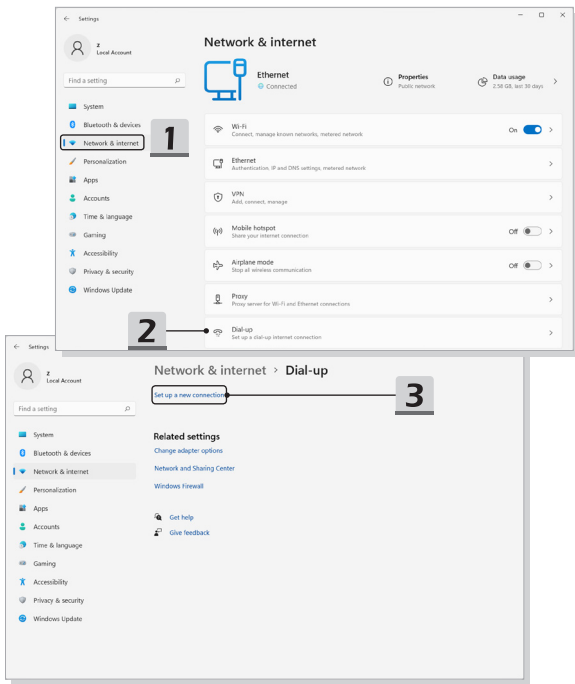 Settings
z
Local Account
Find a setting
System
Bluetooth & devices
Network & internet
Personalization
Apps
Accounts
Time & language
Gaming
Accessibility
Privacy & security
Windows Update
1
Network & internet
Ethernet
Connected
Properties
Public network
Data usage
2.58 GB, last 30 days
Wi-Fi
Connect, manage known networks, metered network
On
Ethernet
Authentication, IP and DNS settings, metered network
VPN
Add, connect, manage
Mobile hotspot
Share your internet connection
Off
Airplane mode
Stop all wireless communication
Off
Proxy
Proxy server for Wi-Fi and Ethernet connections
2
Dial-up
Set up a dial-up internet connection
Settings
z
Local Account
Find a setting
System
Bluetooth & devices
Network & internet
Personalization
Apps
Accounts
Time & language
Gaming
Accessibility
Privacy & security
Windows Update
Network & internet > Dial-up
Set up a new connection
3
Related settings
Change adapter options
Network and Sharing Center
Windows Firewall
Get help
Give feedback